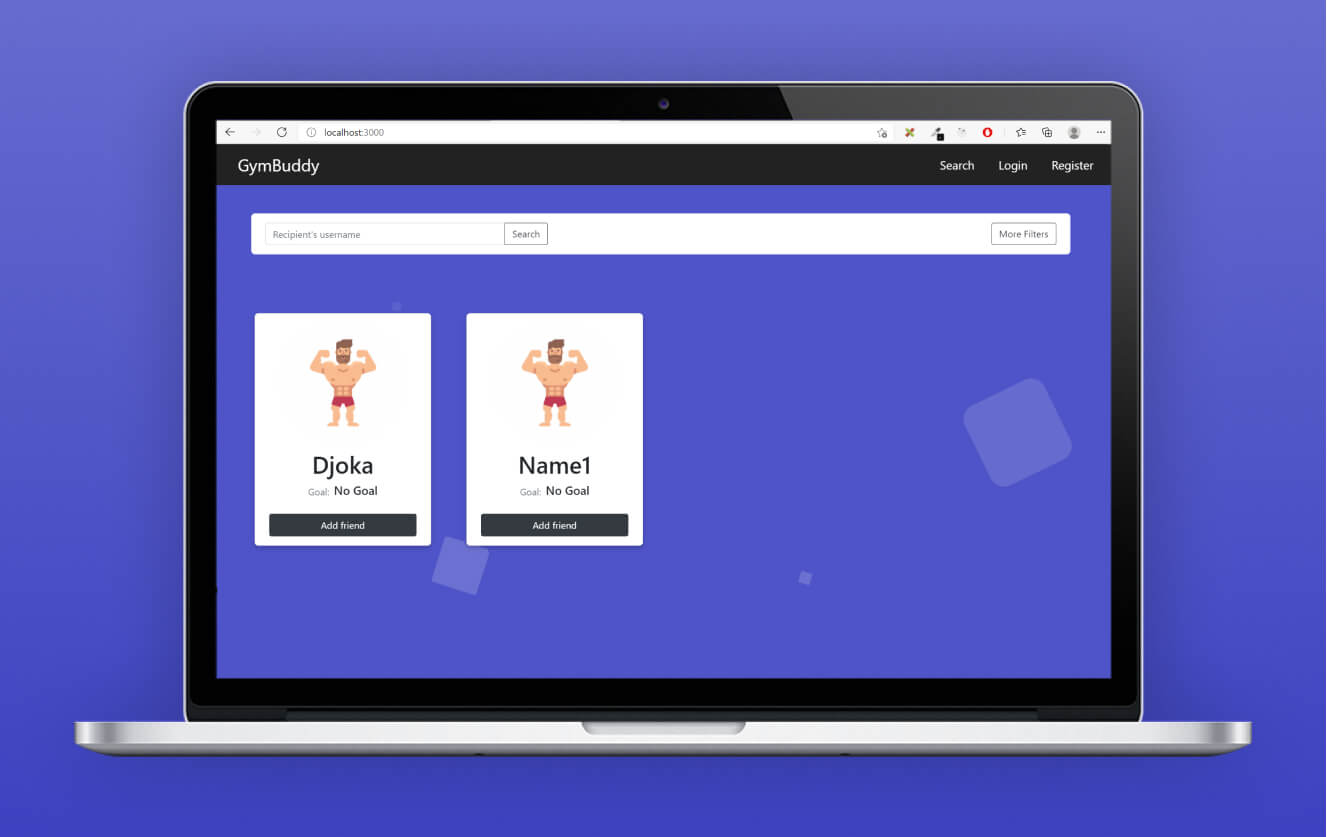 localhost:3000
GymBuddy
Search Login Register
Recipient's username Search More Filters
Djoka Name1
Goal: No Goal Goal: No Goal
Add friend Add friend